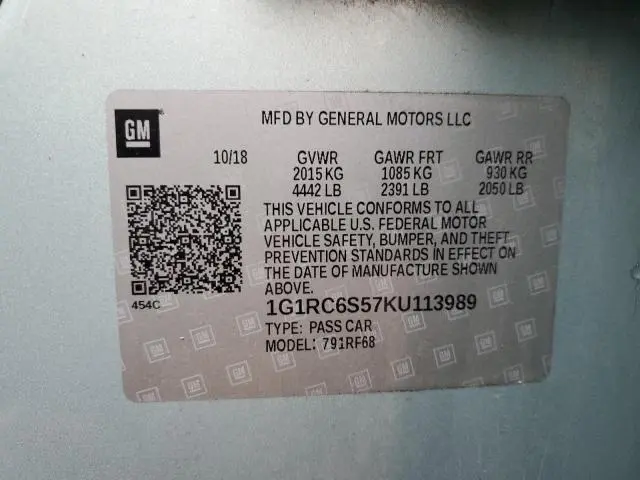 GM
MFD BY GENERAL MOTORS LLC
10/18 GVWR GAWR FRT GAWR RR
2015 KG 1085 KG 930 KG
4442 LB 2391 LB 2050 LB
THIS VEHICLE CONFORMS TO ALL
APPLICABLE U.S. FEDERAL MOTOR
VEHICLE SAFETY, BUMPER, AND THEFT
PREVENTION STANDARDS IN EFFECT ON
THE DATE OF MANUFACTURE SHOWN
ABOVE.
454C
1G1RC6S57KU113989
TYPE: PASS CAR
MODEL: 791RF68